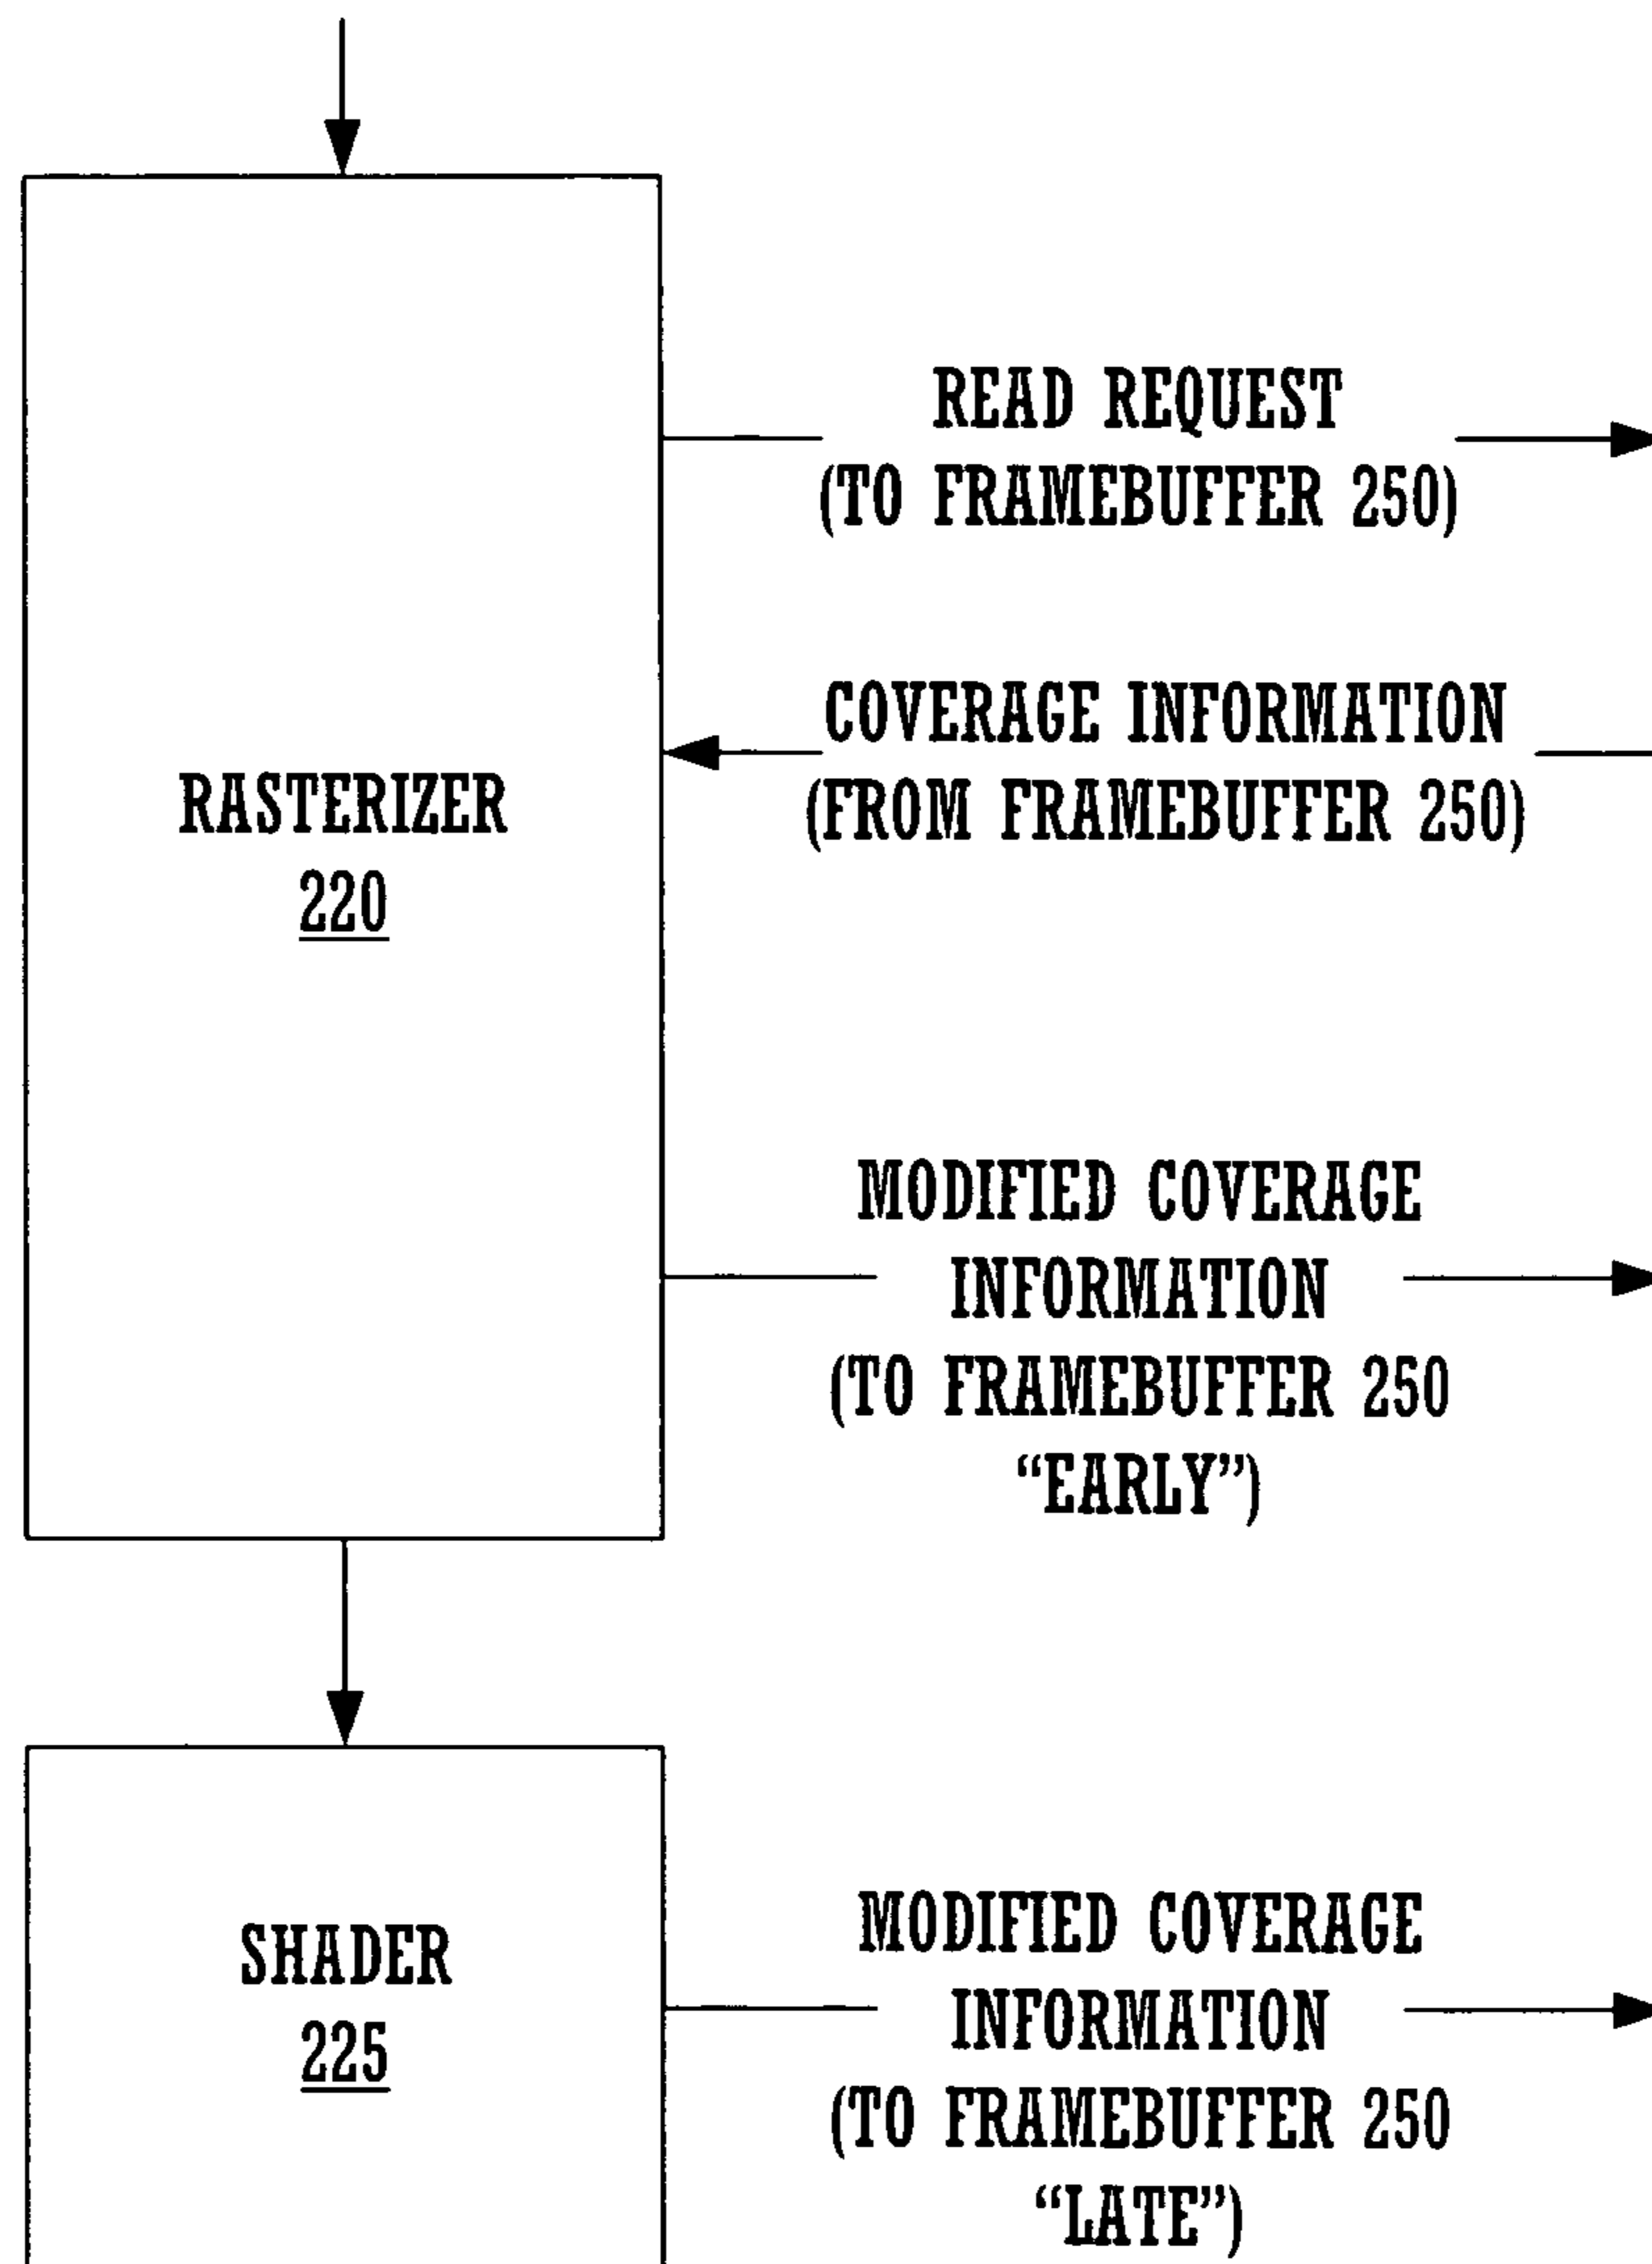 READ REQUEST
(TO FRAMEBUFFER 250)
COVERAGE INFORMATION
(FROM FRAMEBUFFER 250)
RASTERIZER
220
MODIFIED COVERAGE
INFORMATION
(TO FRAMEBUFFER 250
“EARLY”)
SHADER
225
MODIFIED COVERAGE
INFORMATION
(TO FRAMEBUFFER 250
“LATE”)